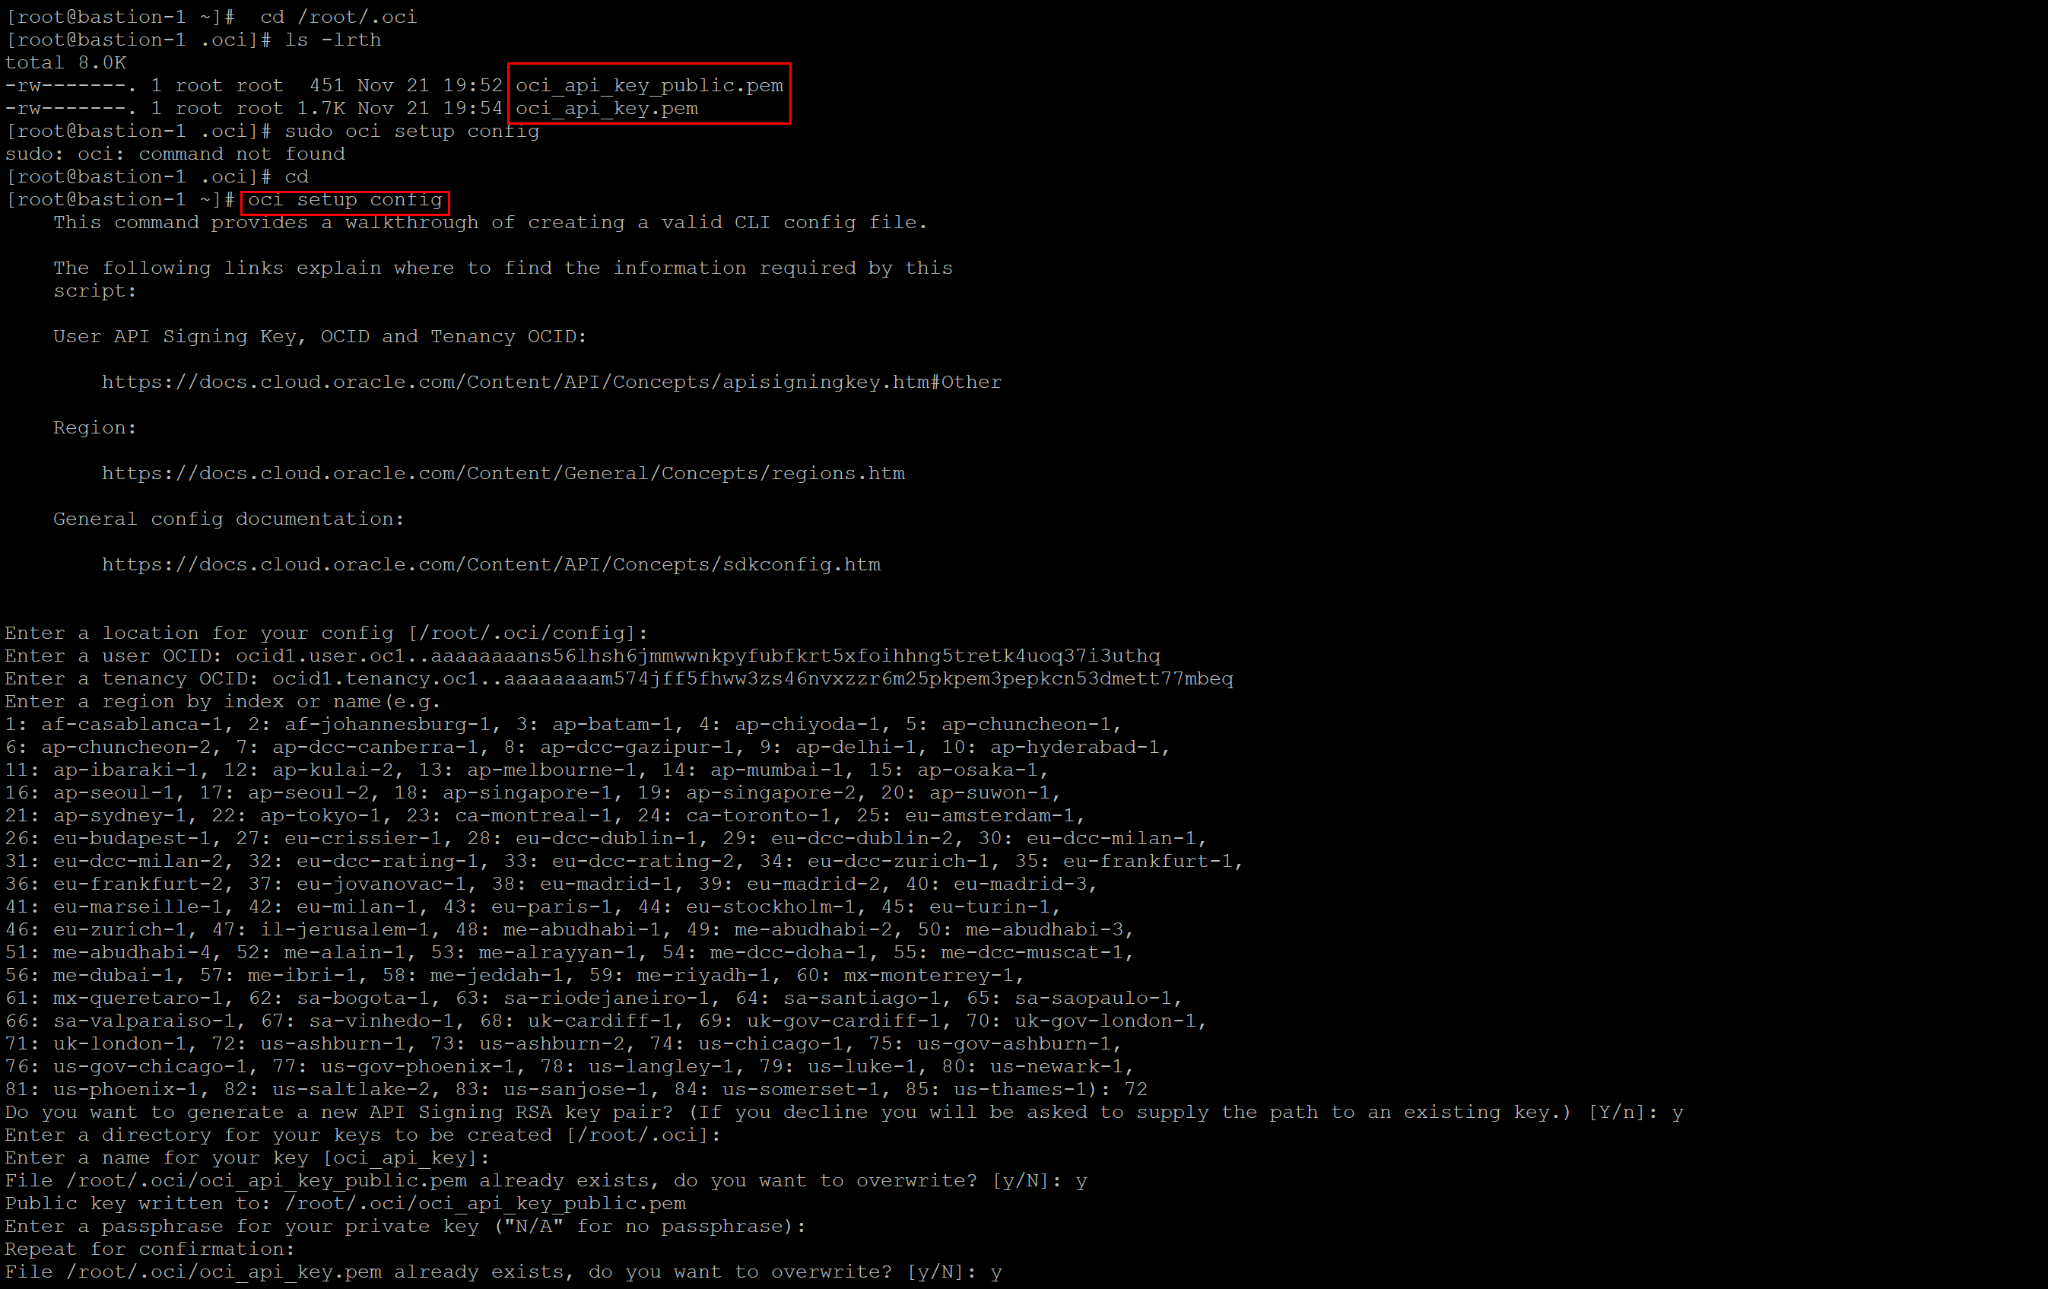 [root@bastion-1 ~]#  cd /root/.oci
[root@bastion-1 .oci]# ls -lrth
total 8.0K
-rw-------. 1 root root  451 Nov 21 19:52 oci_api_key_public.pem
-rw-------. 1 root root 1.7K Nov 21 19:54 oci_api_key.pem
[root@bastion-1 .oci]# sudo oci setup config
sudo: oci: command not found
[root@bastion-1 .oci]# cd
[root@bastion-1 ~]# oci setup config
    This command provides a walkthrough of creating a valid CLI config file.
    The following links explain where to find the information required by this
    script:
    User API Signing Key, OCID and Tenancy OCID:
        https://docs.cloud.oracle.com/Content/API/Concepts/apisigningkey.htm#Other
    Region:
        https://docs.cloud.oracle.com/Content/General/Concepts/regions.htm
    General config documentation:
        https://docs.cloud.oracle.com/Content/API/Concepts/sdkconfig.htm
Enter a location for your config [/root/.oci/config]:
Enter a user OCID: ocid1.user.oc1..aaaaaaaans56lhsh6jmmwwnkpyfubfkrt5xfoihhng5tretk4uoq37i3uthq
Enter a tenancy OCID: ocid1.tenancy.oc1..aaaaaaaam574jff5fhww3zs46nvxzzr6m25pkpem3pepkcn53dmett77mbeq
Enter a region by index or name(e.g.
1: af-casablanca-1, 2: af-johannesburg-1, 3: ap-batam-1, 4: ap-chiyoda-1, 5: ap-chuncheon-1,
6: ap-chuncheon-2, 7: ap-dcc-canberra-1, 8: ap-dcc-gazipur-1, 9: ap-delhi-1, 10: ap-hyderabad-1,
11: ap-ibaraki-1, 12: ap-kulai-2, 13: ap-melbourne-1, 14: ap-mumbai-1, 15: ap-osaka-1,
16: ap-seoul-1, 17: ap-seoul-2, 18: ap-singapore-1, 19: ap-singapore-2, 20: ap-suwon-1,
21: ap-sydney-1, 22: ap-tokyo-1, 23: ca-montreal-1, 24: ca-toronto-1, 25: eu-amsterdam-1,
26: eu-budapest-1, 27: eu-crissier-1, 28: eu-dcc-dublin-1, 29: eu-dcc-dublin-2, 30: eu-dcc-milan-1,
31: eu-dcc-milan-2, 32: eu-dcc-rating-1, 33: eu-dcc-rating-2, 34: eu-dcc-zurich-1, 35: eu-frankfurt-1,
36: eu-frankfurt-2, 37: eu-jovanovac-1, 38: eu-madrid-1, 39: eu-madrid-2, 40: eu-madrid-3,
41: eu-marseille-1, 42: eu-milan-1, 43: eu-paris-1, 44: eu-stockholm-1, 45: eu-turin-1,
46: eu-zurich-1, 47: il-jerusalem-1, 48: me-abudhabi-1, 49: me-abudhabi-2, 50: me-abudhabi-3,
51: me-abudhabi-4, 52: me-alain-1, 53: me-alrayyan-1, 54: me-dcc-doha-1, 55: me-dcc-muscat-1,
56: me-dubai-1, 57: me-ibri-1, 58: me-jeddah-1, 59: me-riyadh-1, 60: mx-monterrey-1,
61: mx-queretaro-1, 62: sa-bogota-1, 63: sa-riodejaneiro-1, 64: sa-santiago-1, 65: sa-saopaulo-1,
66: sa-valparaiso-1, 67: sa-vinhedo-1, 68: uk-cardiff-1, 69: uk-gov-cardiff-1, 70: uk-gov-london-1,
71: uk-london-1, 72: us-ashburn-1, 73: us-ashburn-2, 74: us-chicago-1, 75: us-gov-ashburn-1,
76: us-gov-chicago-1, 77: us-gov-phoenix-1, 78: us-langley-1, 79: us-luke-1, 80: us-newark-1,
81: us-phoenix-1, 82: us-saltlake-2, 83: us-sanjose-1, 84: us-somerset-1, 85: us-thames-1): 72
Do you want to generate a new API Signing RSA key pair? (If you decline you will be asked to supply the path to an existing key.) [Y/n]: y
Enter a directory for your keys to be created [/root/.oci]:
Enter a name for your key [oci_api_key]:
File /root/.oci/oci_api_key_public.pem already exists, do you want to overwrite? [y/N]: y
Public key written to: /root/.oci/oci_api_key_public.pem
Enter a passphrase for your private key ("N/A" for no passphrase):
Repeat for confirmation:
File /root/.oci/oci_api_key.pem already exists, do you want to overwrite? [y/N]: y